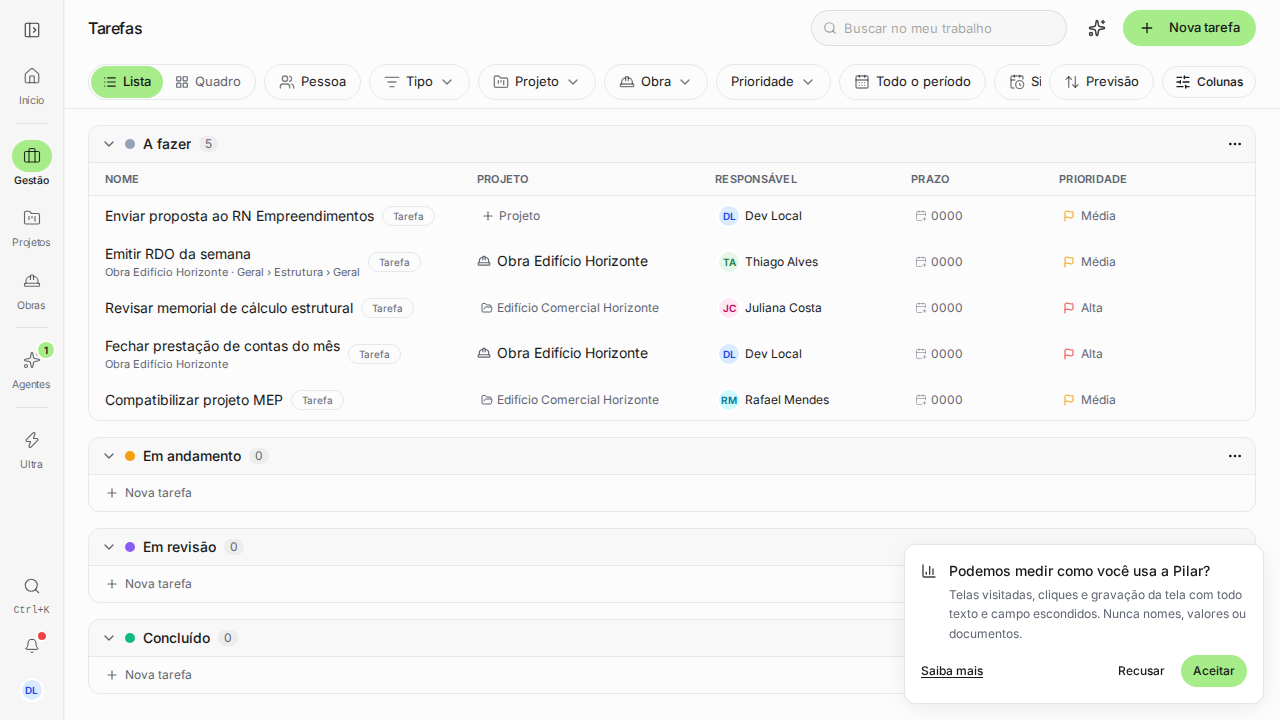 Tarefas
Buscar no meu trabalho
Nova tarefa
Lista
Quadro
Pessoa
Tipo
Projeto
Obra
Prioridade
Todo o período
Si
Previsão
Colunas
Início
Gestão
Projetos
Obras
1
Agentes
Ultra
Ctrl+K
DL
A fazer 5
NOME PROJETO RESPONSÁVEL PRAZO PRIORIDADE
Enviar proposta ao RN Empreendimentos Tarefa Projeto DL Dev Local 0000 Média
Emitir RDO da semana Tarefa Obra Edifício Horizonte TA Thiago Alves 0000 Média
Obra Edifício Horizonte · Geral › Estrutura › Geral
Revisar memorial de cálculo estrutural Tarefa Edifício Comercial Horizonte JC Juliana Costa 0000 Alta
Fechar prestação de contas do mês Tarefa Obra Edifício Horizonte DL Dev Local 0000 Alta
Obra Edifício Horizonte
Compatibilizar projeto MEP Tarefa Edifício Comercial Horizonte RM Rafael Mendes 0000 Média
Em andamento 0
Nova tarefa
Em revisão 0
Nova tarefa
Concluído 0
Nova tarefa
Podemos medir como você usa a Pilar?
Telas visitadas, cliques e gravação da tela com todo
texto e campo escondidos. Nunca nomes, valores ou
documentos.
Saiba mais
Recusar
Aceitar